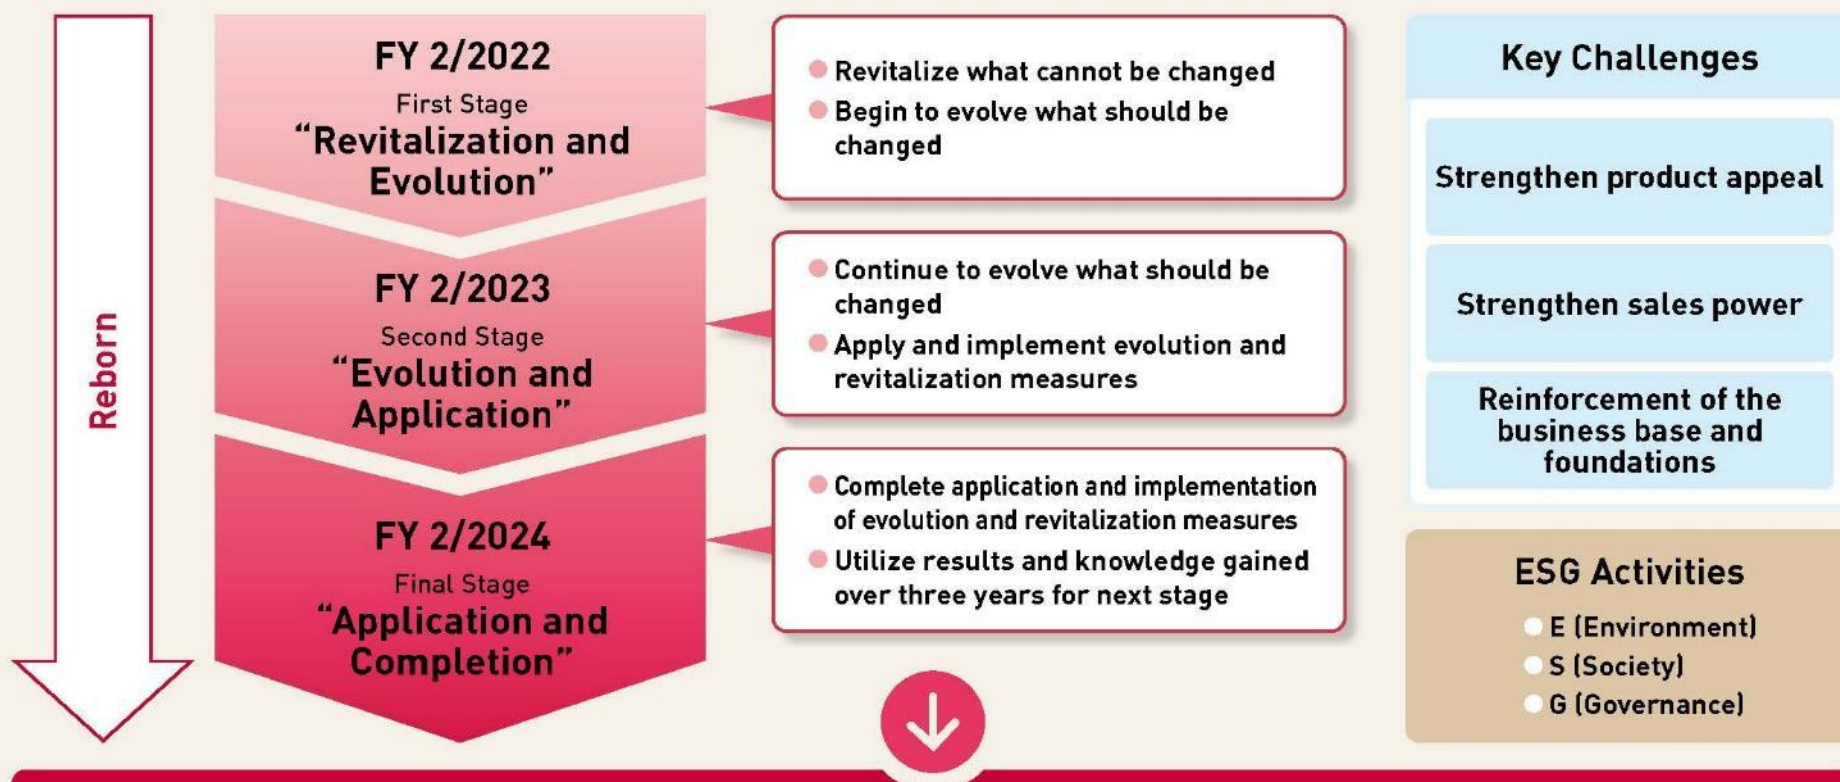 Reborn
FY 2/2022
First Stage
“Revitalization and
Evolution”
Revitalize what cannot be changed
Begin to evolve what should be
changed
FY 2/2023
Second Stage
“Evolution and
Application”
Continue to evolve what should be
changed
Apply and implement evolution and
revitalization measures
FY 2/2024
Final Stage
“Application and
Completion”
Complete application and implementation
of evolution and revitalization measures
Utilize results and knowledge gained
over three years for next stage
Key Challenges
Strengthen product appeal
Strengthen sales power
Reinforcement of the
business base and
foundations
ESG Activities
E (Environment)
S (Society)
G (Governance)